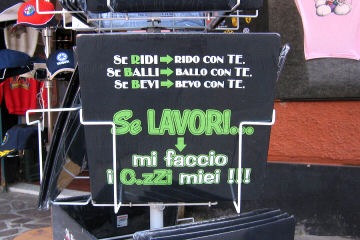 Se Ridi → rido con te.
Se Balli → ballo con te.
Se Bevi → bevo con te.
Se LAVORI...
mi faccio
i C.zzi miei !!!